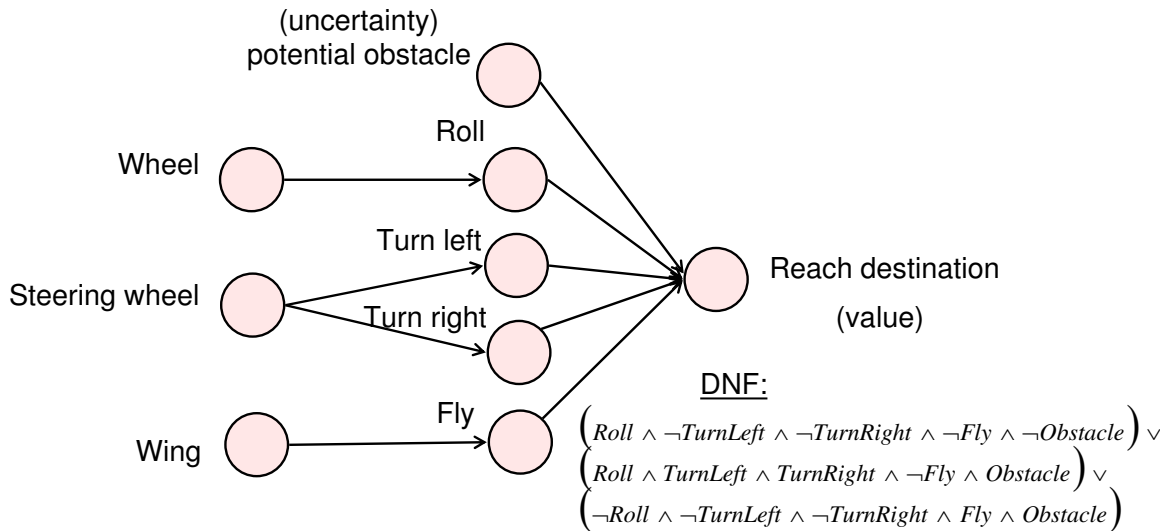 (uncertainty)
potential obstacle
Roll
Wheel
Turn left
Reach destination
Steering wheel
Turn right
(value)
DNF:
Fly
Wing
(Roll ∧ ¬TurnLeft ∧ ¬TurnRight ∧ ¬Fly ∧ ¬Obstacle) ∨
(Roll ∧ TurnLeft ∧ TurnRight ∧ ¬Fly ∧ Obstacle) ∨
(¬Roll ∧ ¬TurnLeft ∧ ¬TurnRight ∧ Fly ∧ Obstacle)